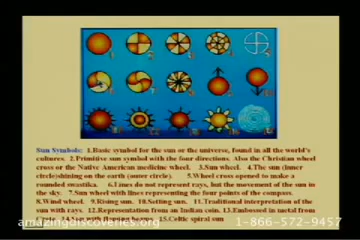 Sun Symbols: 1.Basic symbol for the sun or the universe, found in all the world's
cultures. 2.Primitive sun symbol with the four directions. Also the Christian wheel
cross or the Native American medicine wheel. 3.Sun wheel. 4.The sun (inner
circle)shining on the earth (outer circle). 5.Wheel cross opened to make a
rounded swastika. 6.Lines do not represent rays, but the movement of the sun in
the sky. 7.Sun wheel with lines representing the four points of the compass.
8.Wind wheel. 9.Rising sun. 10.Setting sun. 11.Traditional interpretation of the
sun with rays. 12.Representation from an Indian coin. 13.Embossed in metal from
15.Celtic spiral sun
amazingdiscoveries.org
1-866-572-9457